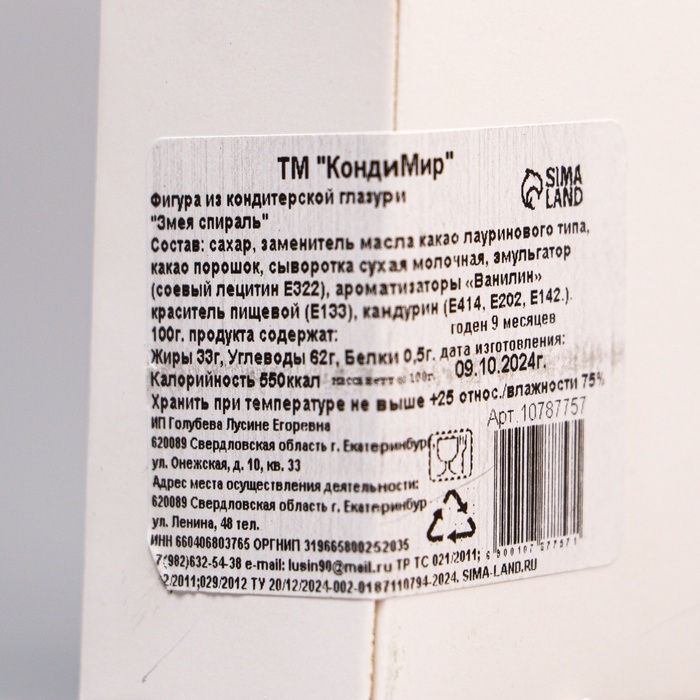 ТМ "КондиМир"
SIMA
LAND
Фигура из кондитерской глазури
"Змея спираль"
Состав: сахар, заменитель масла какао лауринового типа,
какао порошок, сыворотка сухая молочная, эмульгатор
(соевый лецитин Е322), ароматизаторы «Ванилин»
краситель пищевой (Е133), кандурин (Е414, Е202, Е142.).
100г. продукта содержат: годен 9 месяцев
Жиры 33г, Углеводы 62г, Белки 0,5г. дата изготовления:
Калорийность 550ккал масса нетто 100г. 09.10.2024г.
Хранить при температуре не выше +25 относ./влажности 75%
ИП Голубева Лусине Егоревна
Арт.10787757
620089 Свердловская область г. Екатеринбург
ул. Онежская, д. 10, кв. 33
Адрес места осуществления деятельности:
620089 Свердловская область г. Екатеринбур
ул. Ленина, 48 тел.
ИНН 660406803765 ОРГНИП 319665800252035
7(982)632-54-38 e-mail: lusin90@mail.ru ТР ТС 021/2011;
2/2011;029/2012 ТУ 20/12/2024-002-0187110794-2024. SIMA-LAND.RU